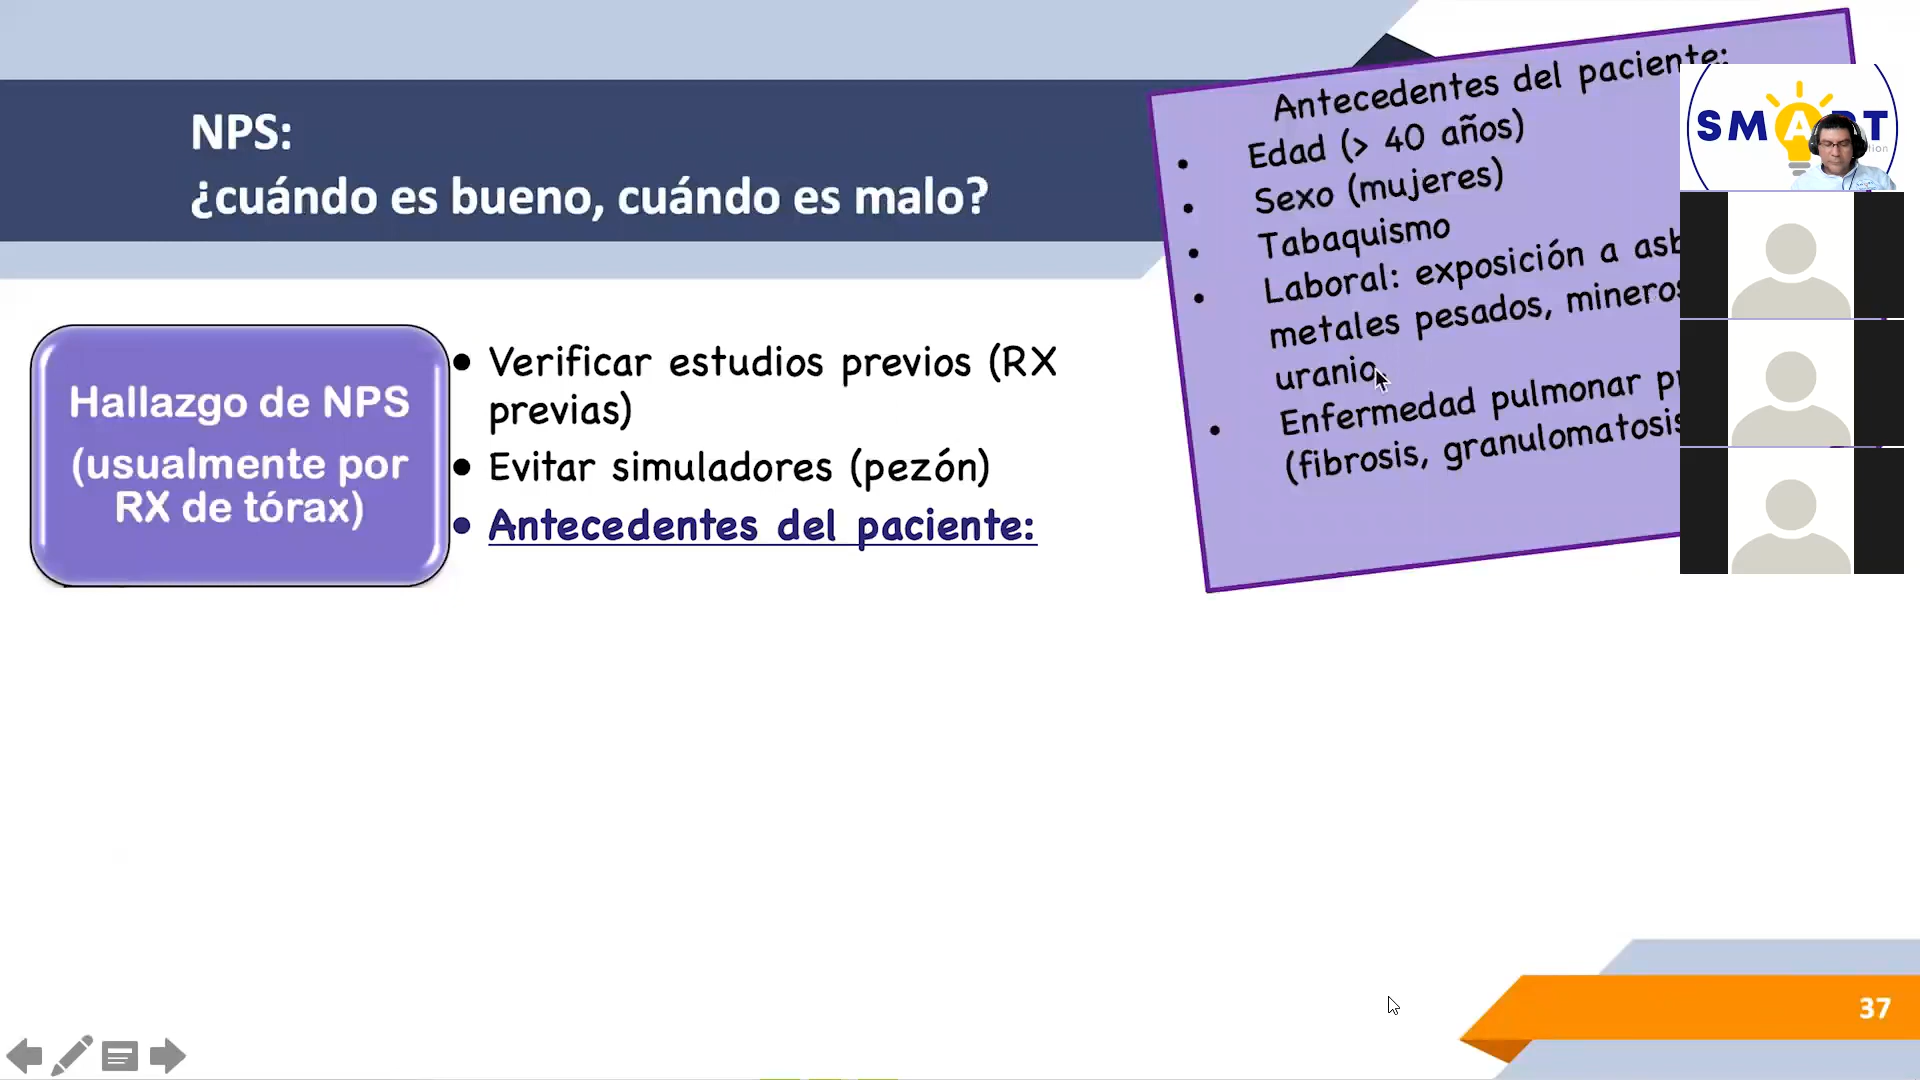 NPS:
¿cuándo es bueno, cuándo es malo?
Hallazgo de NPS
(usualmente por
RX de tórax)
• Verificar estudios previos (RX
previas)
• Evitar simuladores (pezón)
• Antecedentes del paciente:
Antecedentes del paciente:
• Edad (> 40 años)
• Sexo (mujeres)
• Tabaquismo
• Laboral: exposición a
metales pesados, mineros
uranio
• Enfermedad pulmonar
(fibrosis, granulomatosis
SMART
37